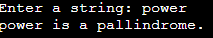 Enter a string: power
power is a pallindrome.